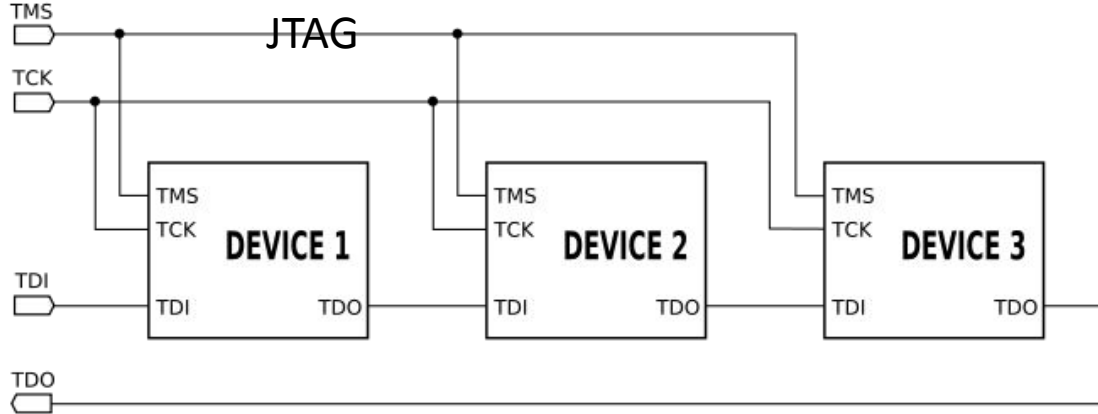 TMS
JTAG
TCK
TMS
TCK
DEVICE 1
TDI
TDO
TMS
TCK
DEVICE 2
TDI
TDO
TMS
TCK
DEVICE 3
TDI
TDO
TDI
TDO